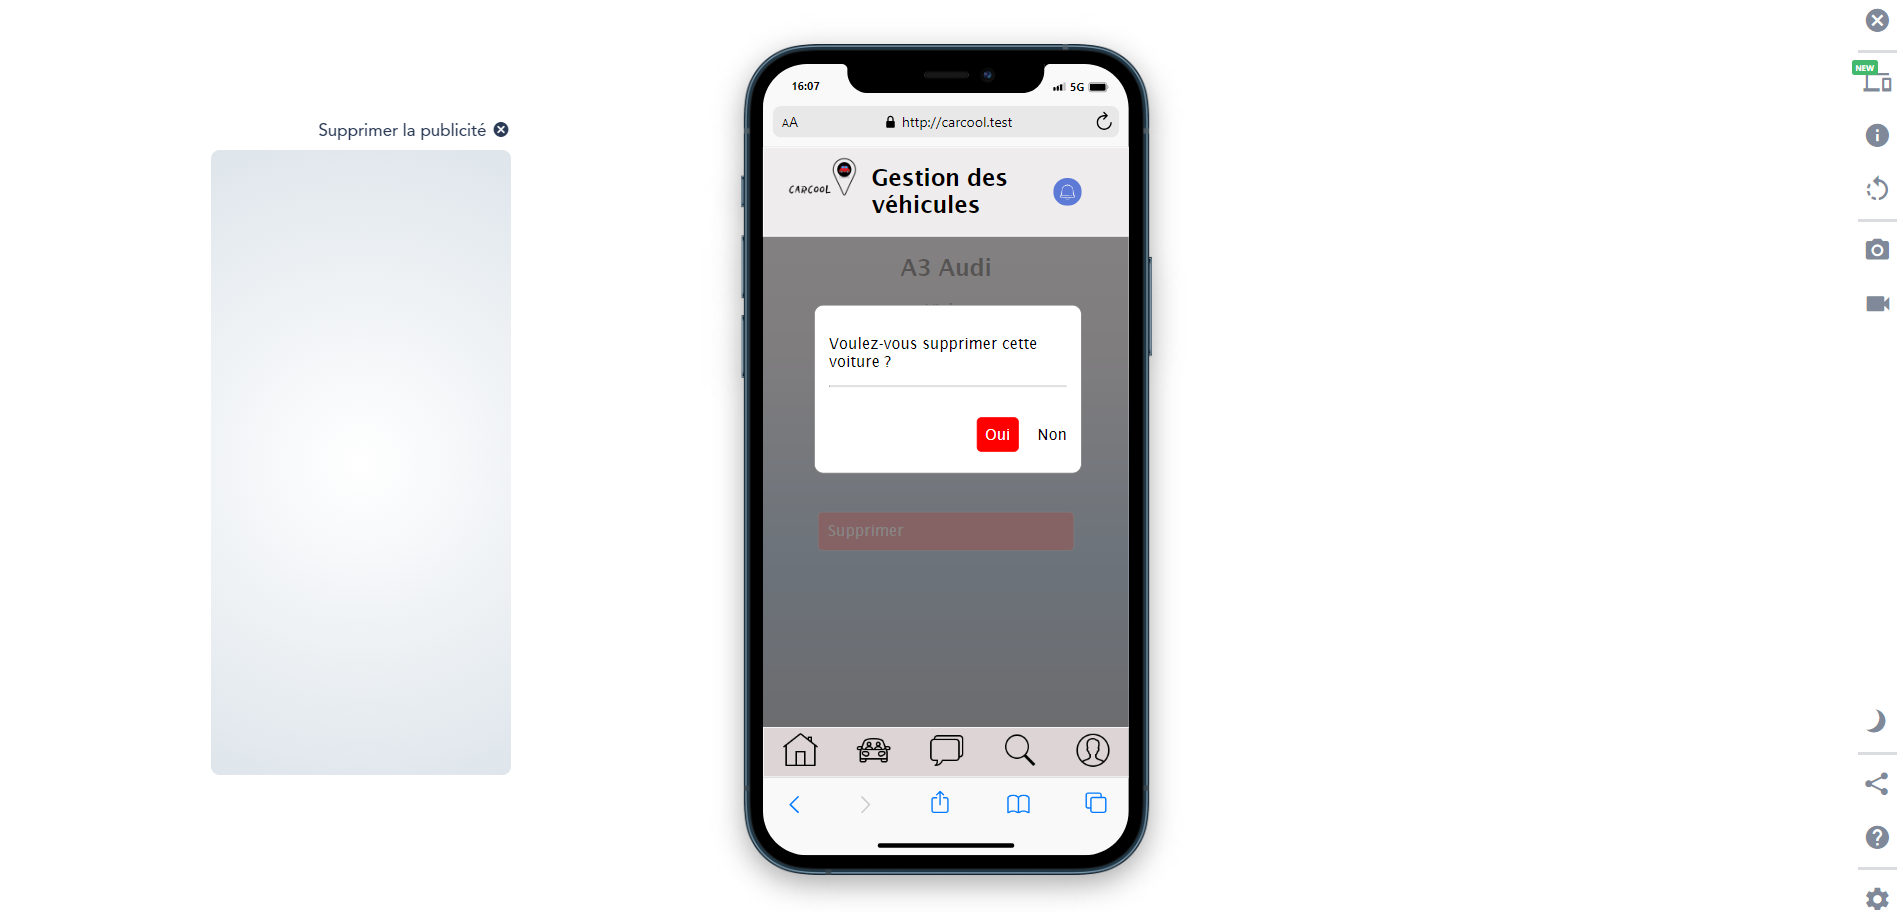 Supprimer la publicité
NEW
16:07
5G
AA
http://carcool.test
CARCOOL
Gestion des
véhicules
A3 Audi
Voulez-vous supprimer cette
voiture ?
Oui
Non
Supprimer